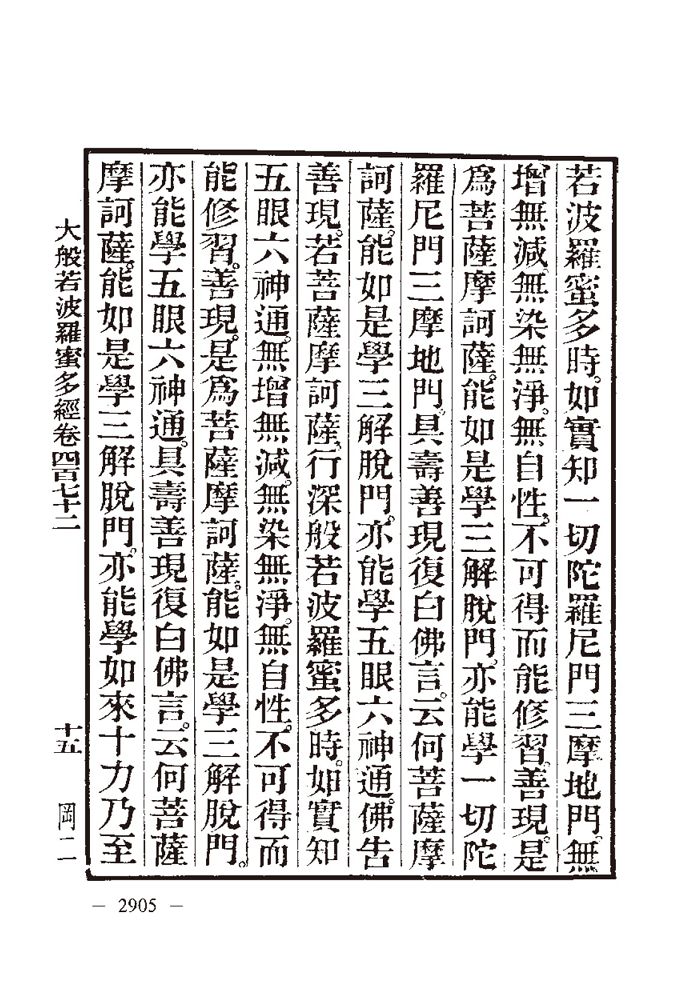 若波羅蜜多時。如實知一切陀羅尼門三摩地門。無
增無減。無染無淨。無自性。不可得而能修習。善現。是
爲菩薩摩訶薩。能如是學三解脫門。亦能學一切陀
羅尼門三摩地門。具壽善現復白佛言。云何菩薩摩
訶薩。能如是學三解脫門。亦能學五眼六神通。佛告
善現。若菩薩摩訶薩。行深般若波羅蜜多時。如實知
五眼六神通。無增無減。無染無淨。無自性。不可得而
能修習。善現。是爲菩薩摩訶薩。能如是學三解脫門。
亦能學五眼六神通。具壽善現復白佛言。云何菩薩
摩訶薩。能如是學三解脫門。亦能學如來十力乃至
大般若波羅蜜多經卷四百七十二 十五 岡二
— 2905 —